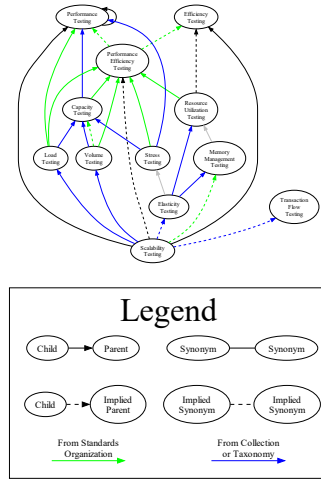 Performance
Testing
Efficiency
Testing
Performance
Efficiency
Testing
Capacity
Testing
Resource
Utilization
Testing
Load
Testing
Volume
Testing
Stress
Testing
Memory
Management
Testing
Elasticity
Testing
Transaction
Flow
Testing
Scalability
Testing
Legend
Child
Parent
Synonym
Synonym
Child
Implied
Parent
Implied
Synonym
Implied
Synonym
From Standards
Organization
From Collection
or Taxonomy